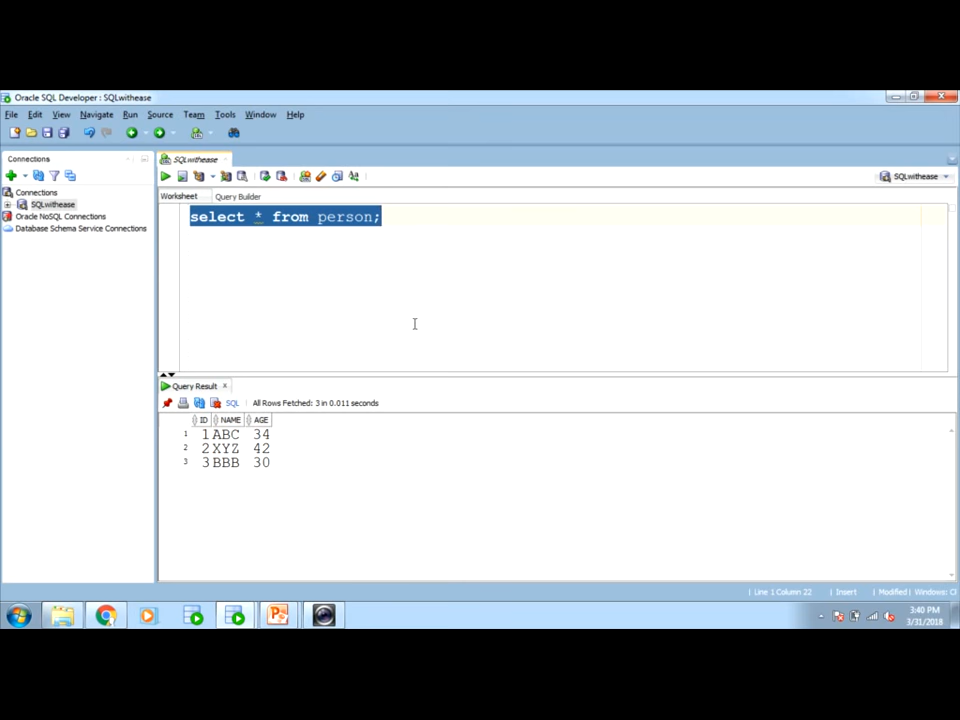 Oracle SQL Developer : SQLwithease
File Edit View Navigate Run Source Team Tools Window Help
Connections
SQLwithease
SQLwithease
Worksheet Query Builder
Connections
SQLwithease
Oracle NoSQL Connections
Database Schema Service Connections
select * from person;
Query Result x
SQL All Rows Fetched: 3 in 0.011 seconds
ID NAME AGE
1 1 ABC 34
2 2 XYZ 42
3 3 BBB 30
Line 1 Column 22 Insert Modified Windows: Cl
3:40 PM
3/31/2018